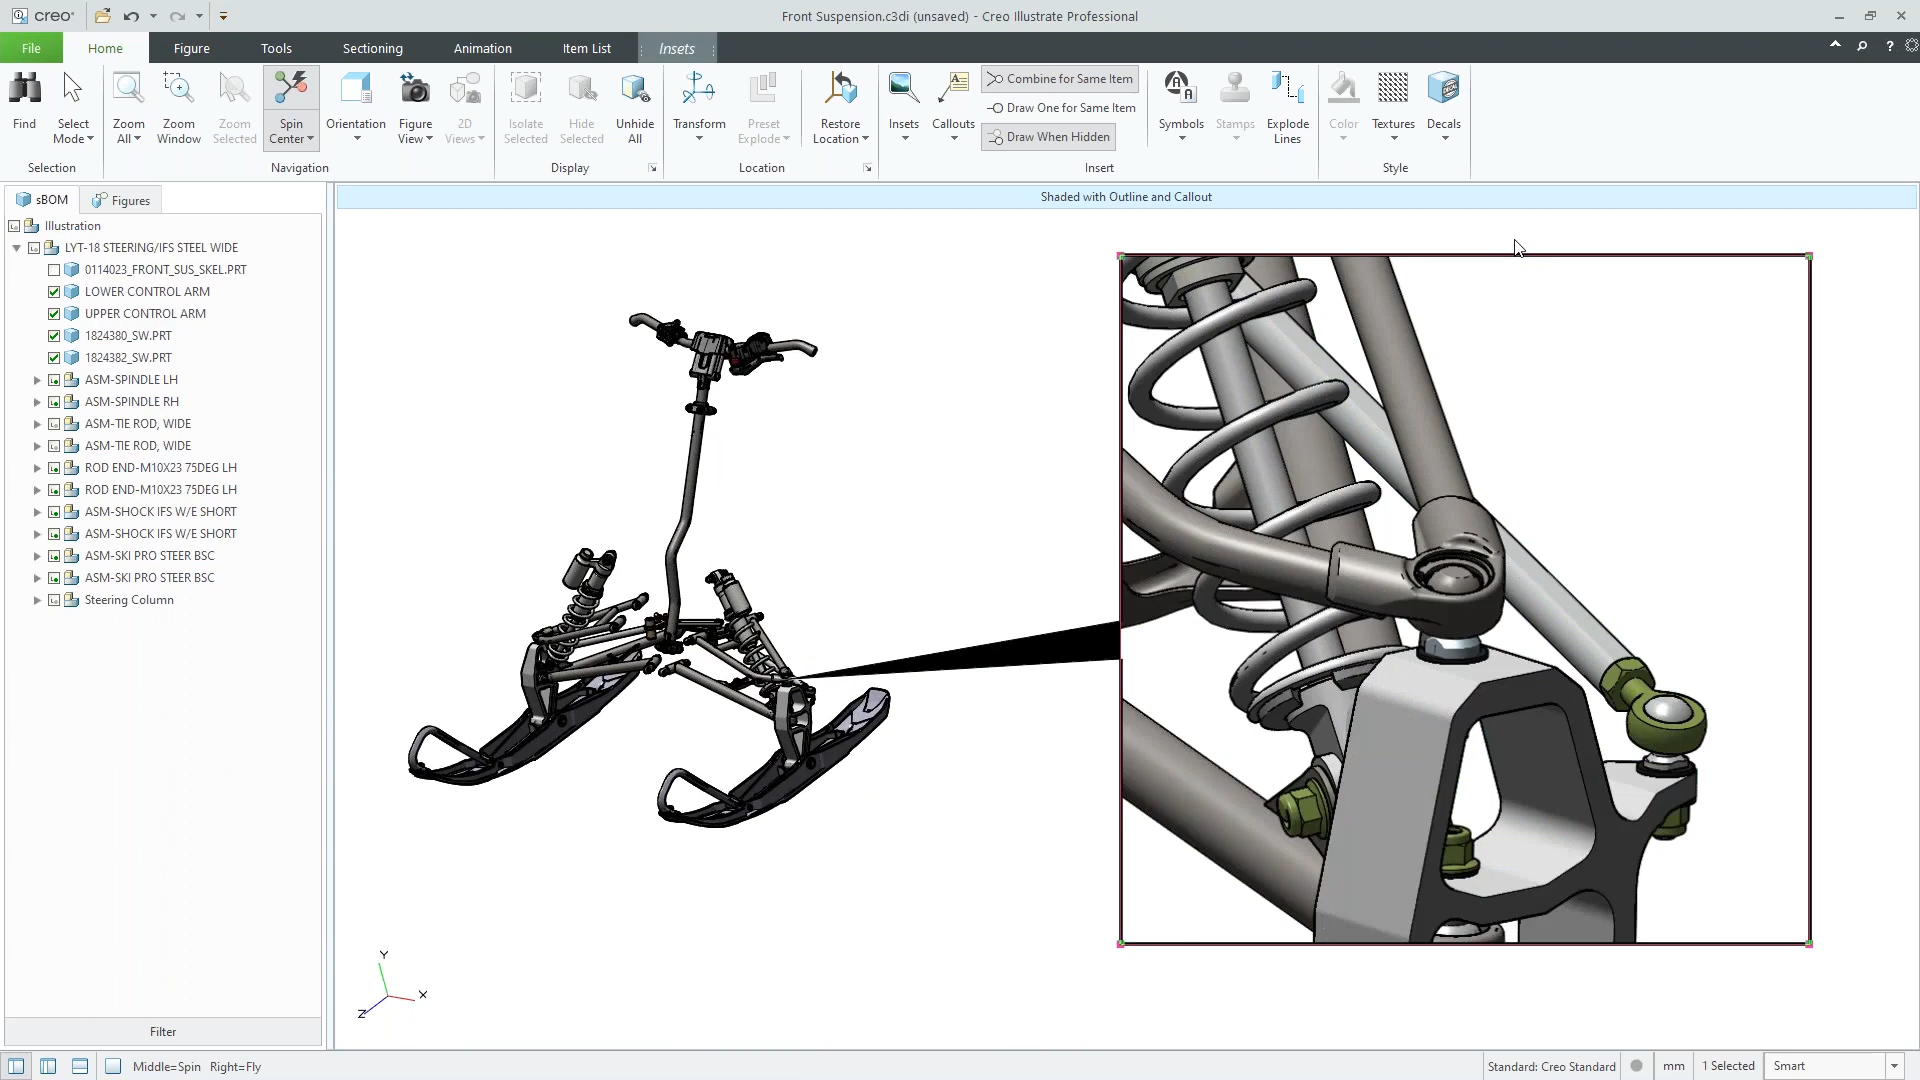 creo
Front Suspension.c3di (unsaved) - Creo Illustrate Professional
File
Home
Figure
Tools
Sectioning
Animation
Item List
Insets
?
Find
Select Mode
Zoom All
Zoom Window
Zoom Selected
Spin Center
Orientation
Figure View
2D Views
Isolate Selected
Hide Selected
Unhide All
Transform
Preset Explode
Restore Location
Insets
Callouts
Combine for Same Item
Draw One for Same Item
Draw When Hidden
Symbols
Stamps
Explode Lines
Color
Textures
Decals
Selection
Navigation
Display
Location
Insert
Style
sBOM
Figures
Shaded with Outline and Callout
Illustration
LYT-18 STEERING/IFS STEEL WIDE
0114023_FRONT_SUS_SKEL.PRT
LOWER CONTROL ARM
UPPER CONTROL ARM
1824380_SW.PRT
1824382_SW.PRT
ASM-SPINDLE LH
ASM-SPINDLE RH
ASM-TIE ROD, WIDE
ASM-TIE ROD, WIDE
ROD END-M10X23 75DEG LH
ROD END-M10X23 75DEG LH
ASM-SHOCK IFS W/E SHORT
ASM-SHOCK IFS W/E SHORT
ASM-SKI PRO STEER BSC
ASM-SKI PRO STEER BSC
Steering Column
Y
X
Z
Filter
Middle=Spin Right=Fly
Standard: Creo Standard
mm
1 Selected
Smart